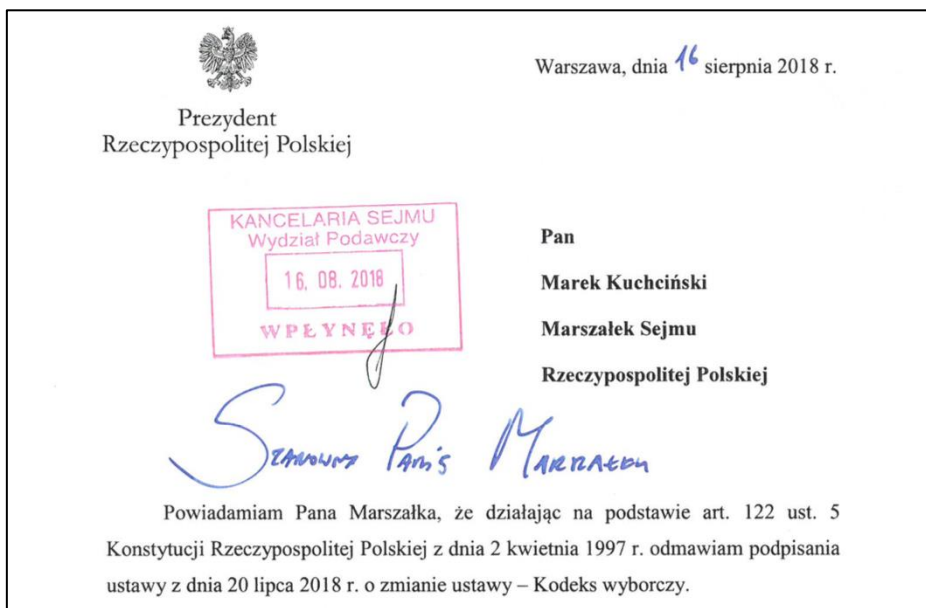 Warszawa, dnia 16 sierpnia 2018 r.
Prezydent
Rzeczypospolitej Polskiej
KANCELARIA SEJMU
Wydział Podawczy
16. 08. 2018
WPŁYNĘŁO
Pan
Marek Kuchciński
Marszałek Sejmu
Rzeczypospolitej Polskiej
Szanowny Panie Marszałku
Powiadamiam Pana Marszałka, że działając na podstawie art. 122 ust. 5
Konstytucji Rzeczypospolitej Polskiej z dnia 2 kwietnia 1997 r. odmawiam podpisania
ustawy z dnia 20 lipca 2018 r. o zmianie ustawy – Kodeks wyborczy.